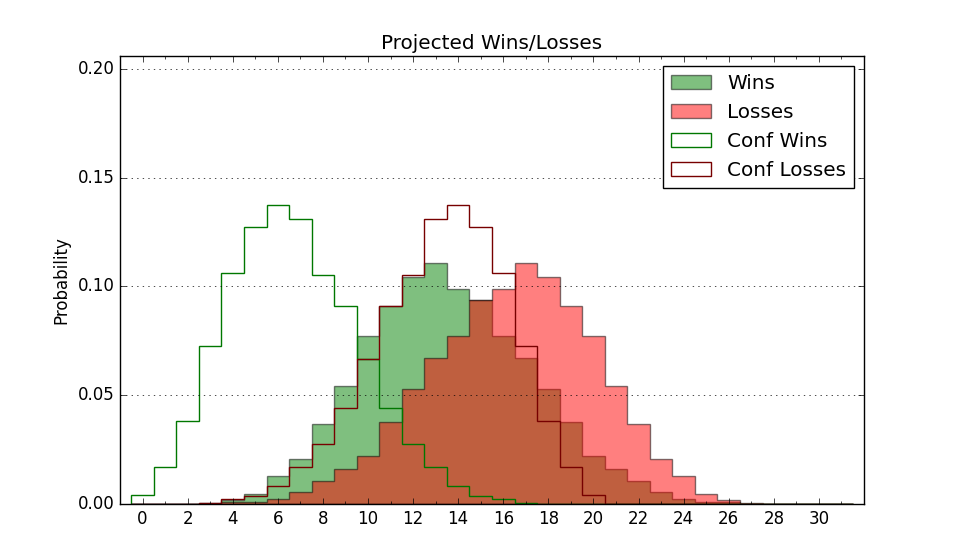 Projected Wins/Losses
Wins
Losses
Conf Wins
Conf Losses
Probability
0.20
0.15
0.10
0.05
0.00
0 2 4 6 8 10 12 14 16 18 20 22 24 26 28 30